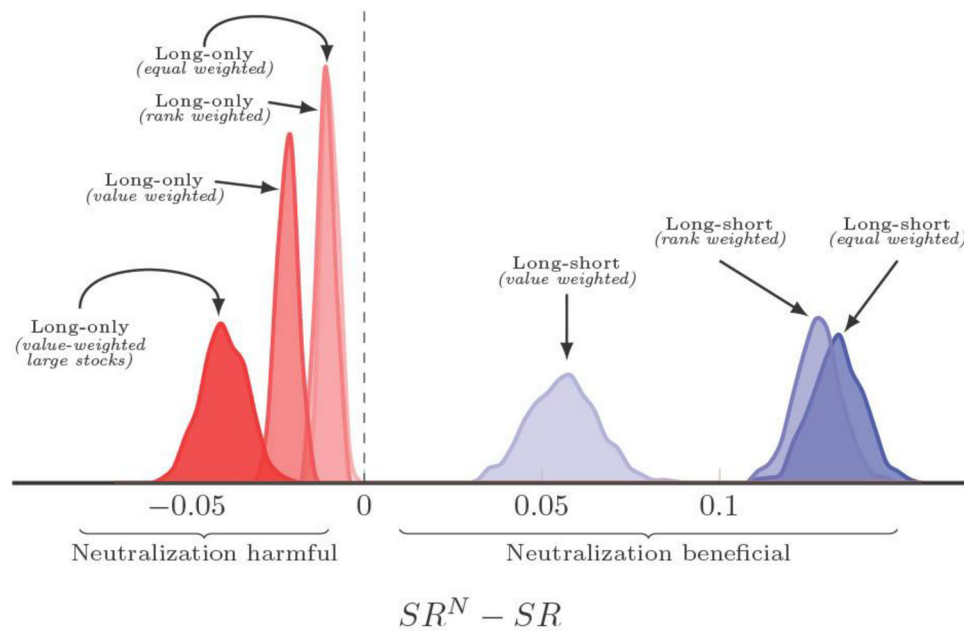 Long-only
(equal weighted)
Long-only
(rank weighted)
Long-only
(value weighted)
Long-only
(value-weighted
large stocks)
Long-short
(value weighted)
Long-short
(rank weighted)
Long-short
(equal weighted)
−0.05
0
0.05
0.1
Neutralization harmful
Neutralization beneficial
SR^N − SR